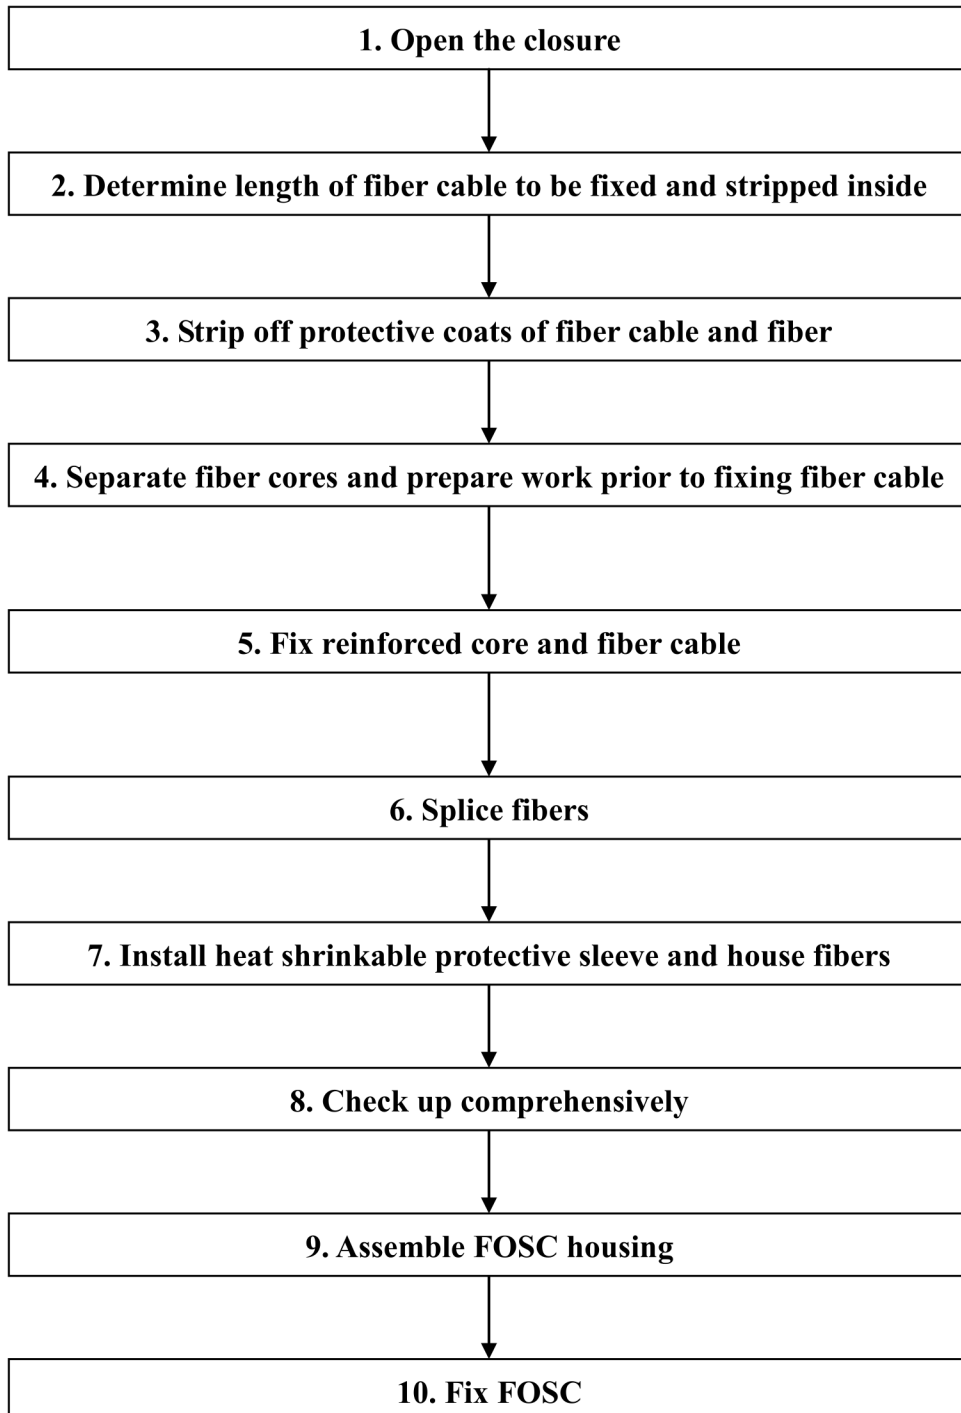 1. Open the closure
2. Determine length of fiber cable to be fixed and stripped inside
3. Strip off protective coats of fiber cable and fiber
4. Separate fiber cores and prepare work prior to fixing fiber cable
5. Fix reinforced core and fiber cable
6. Splice fibers
7. Install heat shrinkable protective sleeve and house fibers
8. Check up comprehensively
9. Assemble FOSC housing
10. Fix FOSC